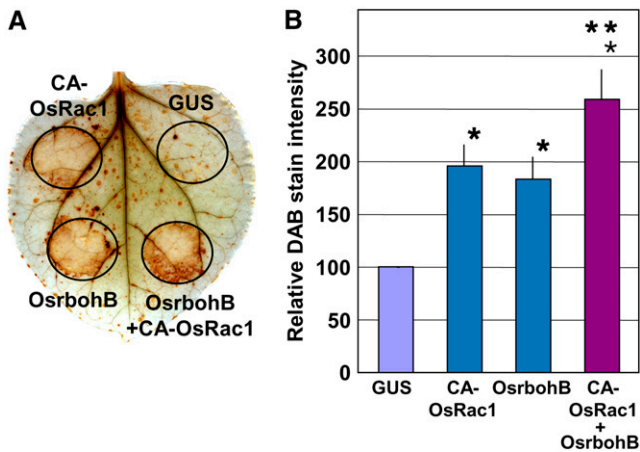 A
CA-
OsRac1
GUS
OsrbohB
OsrbohB
+CA-OsRac1
B
Relative DAB stain intensity
300
250
200
150
100
50
0
*
*
**
*
GUS
CA-
OsRac1
OsrbohB
CA-
OsRac1
+
OsrbohB